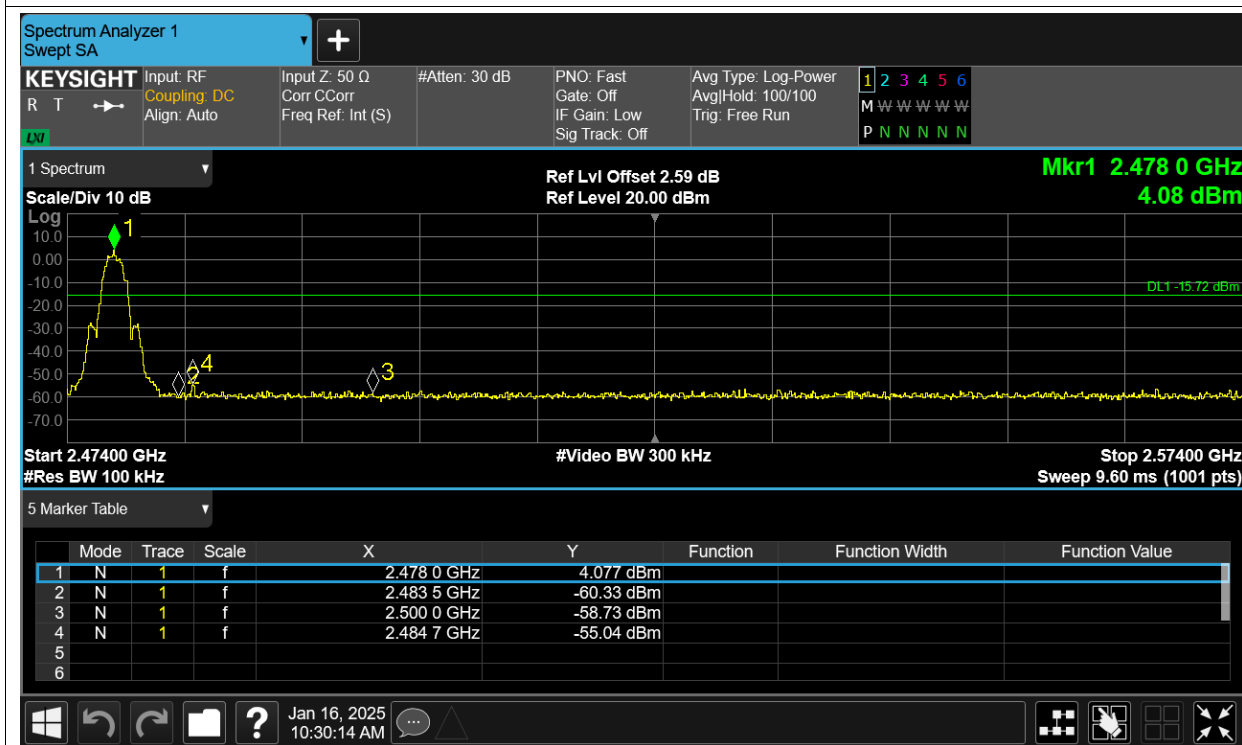 Spectrum Analyzer 1
Swept SA
+
KEYSIGHT Input: RF Input Z: 50 Ω #Atten: 30 dB PNO: Fast Avg Type: Log-Power 1 2 3 4 5 6
R T Coupling: DC Corr CCorr Gate: Off Avg|Hold: 100/100 M W W W W W
Align: Auto Freq Ref: Int (S) IF Gain: Low Trig: Free Run P N N N N N
LXI Sig Track: Off
1 Spectrum
Mkr1 2.478 0 GHz
4.08 dBm
Ref Lvl Offset 2.59 dB
Scale/Div 10 dB Ref Level 20.00 dBm
Log
1
10.0
0.00
-10.0
DL1 -15.72 dBm
-20.0
-30.0
-40.0
4
-50.0
2 3
-60.0
-70.0
Start 2.47400 GHz #Video BW 300 kHz Stop 2.57400 GHz
#Res BW 100 kHz Sweep 9.60 ms (1001 pts)
5 Marker Table
Mode Trace Scale X Y Function Function Width Function Value
1 N 1 f 2.478 0 GHz 4.077 dBm
2 N 1 f 2.483 5 GHz -60.33 dBm
3 N 1 f 2.500 0 GHz -58.73 dBm
4 N 1 f 2.484 7 GHz -55.04 dBm
5
6
? Jan 16, 2025
10:30:14 AM